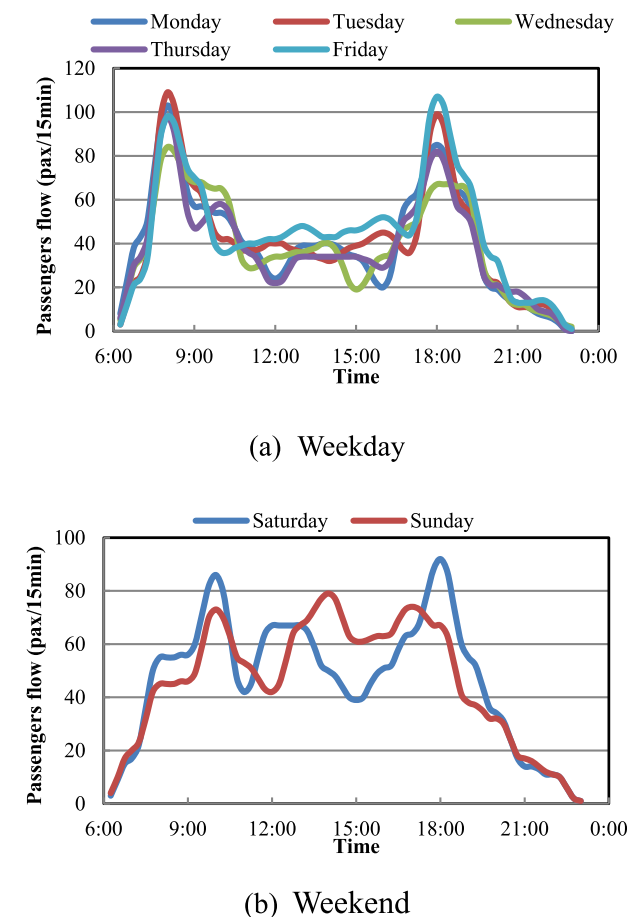 Monday Tuesday Wednesday
Thursday Friday
Passengers flow (pax/15min)
120
100
80
60
40
20
0
6:00 9:00 12:00 15:00 18:00 21:00 0:00
Time
(a) Weekday
Saturday Sunday
Passengers flow (pax/15min)
100
80
60
40
20
0
6:00 9:00 12:00 15:00 18:00 21:00 0:00
Time
(b) Weekend